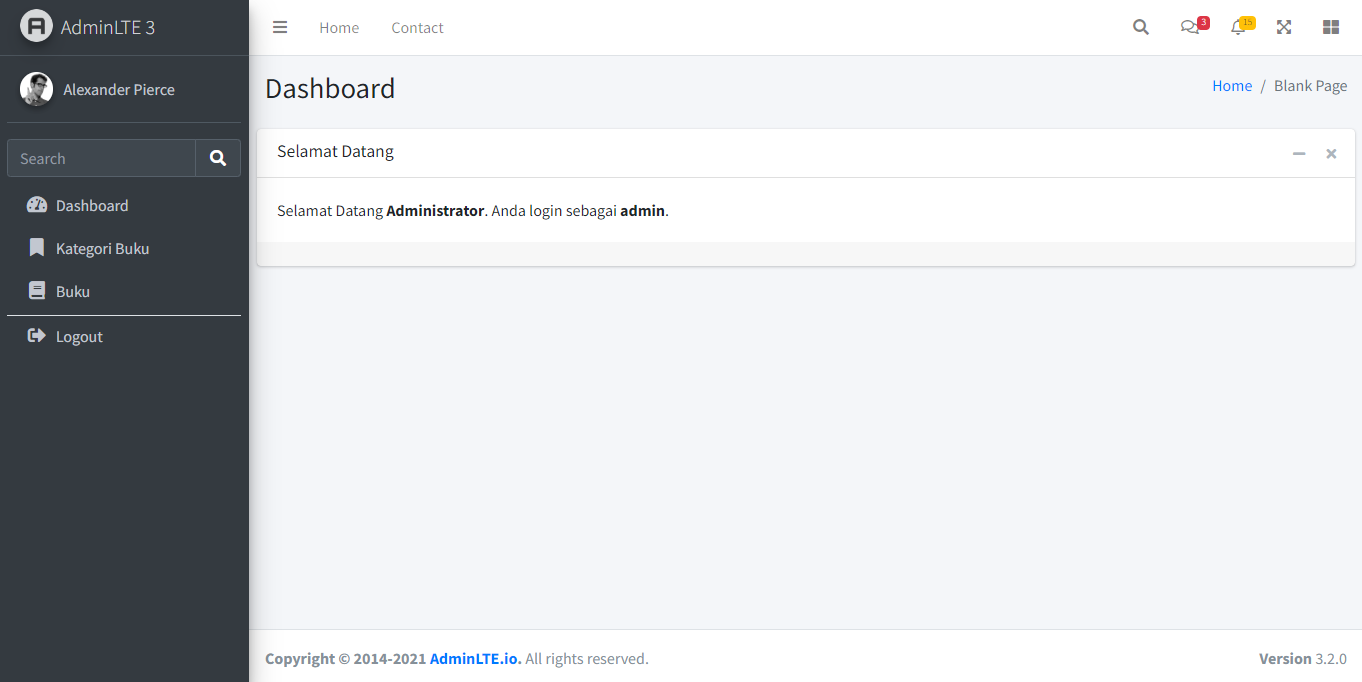 AdminLTE 3
Alexander Pierce
Search
Dashboard
Kategori Buku
Buku
Logout
Home Contact
3 15
Dashboard
Home / Blank Page
Selamat Datang
Selamat Datang Administrator. Anda login sebagai admin.
Copyright © 2014-2021 AdminLTE.io. All rights reserved.
Version 3.2.0